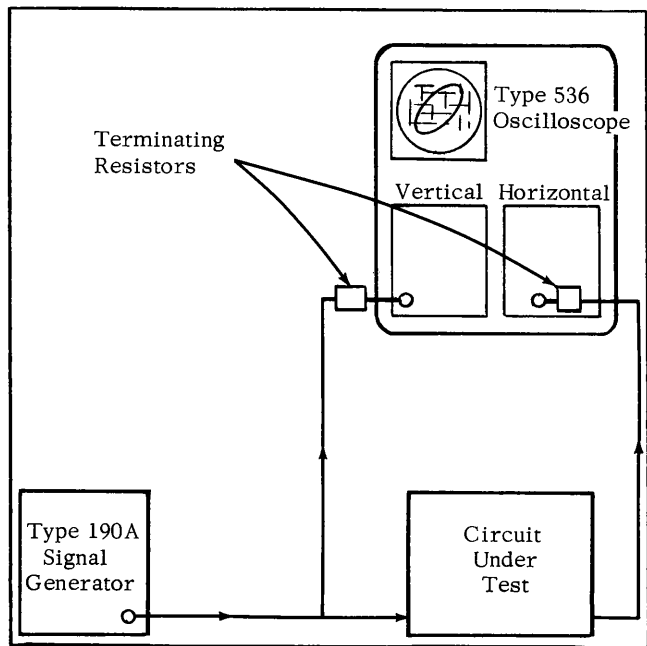 Type 536
Oscilloscope
Terminating
Resistors
Vertical
Horizontal
Type 190A
Signal
Generator
Circuit
Under
Test